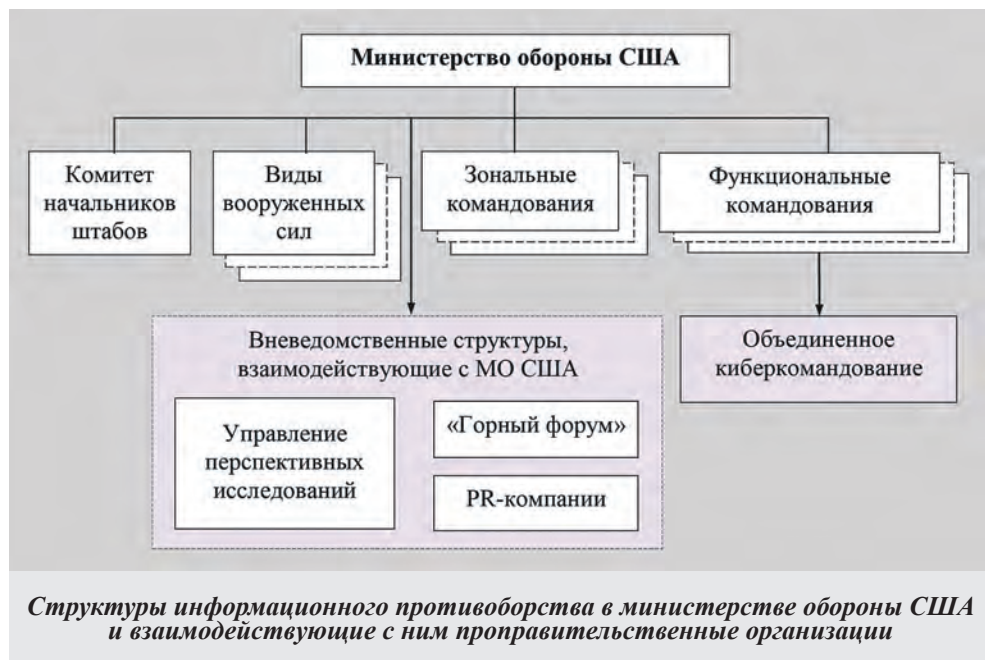 Министерство обороны США
Комитет
начальников
штабов
Виды
вооруженных
сил
Зональные
командования
Функциональные
командования
Вневедомственные структуры,
взаимодействующие с МО США
Управление
перспективных
исследований
«Горный форум»
PR-компании
Объединенное
киберкомандование
Структуры информационного противоборства в министерстве обороны США
и взаимодействующие с ним проправительственные организации